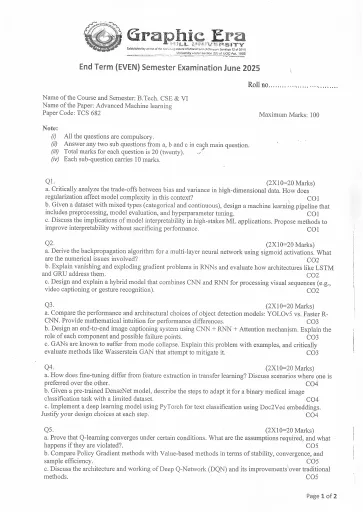 Graphic Era
HILL UNIVERSITY
End Term (EVEN) Semester Examination June 2025
Roll no.........................
Name of the Course and Semester: B.Tech. CSE & VI
Name of the Paper: Advanced Machine learning
Paper Code: TCS 682
Maximum Marks: 100
Note:
(i) All the questions are compulsory.
(ii) Answer any two sub questions from a, b and c in each main question.
(iii) Total marks for each question is 20 (twenty).
(iv) Each sub-question carries 10 marks.
Q1. (2X10=20 Marks)
a. Critically analyze the trade-offs between bias and variance in high-dimensional data. How does
regularization affect model complexity in this context? CO1
b. Given a dataset with mixed types (categorical and continuous), design a machine learning pipeline that
includes preprocessing, model evaluation, and hyperparameter tuning. CO1
c. Discuss the implications of model interpretability in high-stakes ML applications. Propose methods to
improve interpretability without sacrificing performance. CO1
Q2. (2X10=20 Marks)
a. Derive the backpropagation algorithm for a multi-layer neural network using sigmoid activations. What
are the numerical issues involved? CO2
b. Explain vanishing and exploding gradient problems in RNNs and evaluate how architectures like LSTM
and GRU address them. CO2
c. Design and explain a hybrid model that combines CNN and RNN for processing visual sequences (e.g.,
video captioning or gesture recognition). CO2
Q3. (2X10=20 Marks)
a. Compare the performance and architectural choices of object detection models: YOLOv5 vs. Faster R-
CNN. Provide mathematical intuition for performance differences. CO3
b. Design an end-to-end image captioning system using CNN + RNN + Attention mechanism. Explain the
role of each component and possible failure points. CO3
c. GANs are known to suffer from mode collapse. Explain this problem with examples, and critically
evaluate methods like Wasserstein GAN that attempt to mitigate it. CO3
Q4. (2X10=20 Marks)
a. How does fine-tuning differ from feature extraction in transfer learning? Discuss scenarios where one is
preferred over the other. CO4
b. Given a pre-trained DenseNet model, describe the steps to adapt it for a binary medical image
classification task with a limited dataset. CO4
c. Implement a deep learning model using PyTorch for text classification using Doc2Vec embeddings.
Justify your design choices at each step. CO4
Q5. (2X10=20 Marks)
a. Prove that Q-learning converges under certain conditions. What are the assumptions required, and what
happens if they are violated?. CO5
b. Compare Policy Gradient methods with Value-based methods in terms of stability, convergence, and
sample efficiency. CO5
c. Discuss the architecture and working of Deep Q-Network (DQN) and its improvements over traditional
methods. CO5
Page 1 of 2